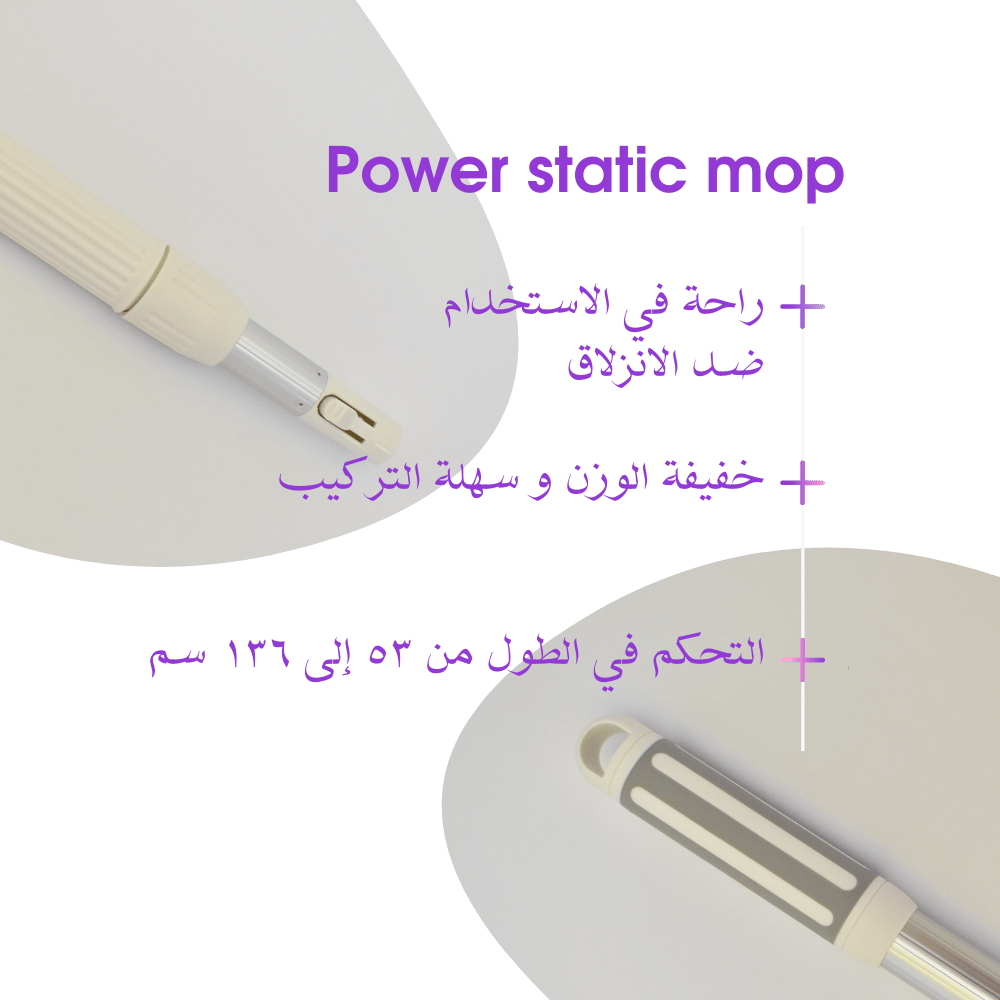 Power static mop
راحة في الاستخدام
ضد الانزلاق
خفيفة الوزن و سهلة التركيب
التحكم في الطول من ٥٣ إلى ١٣٦ سم